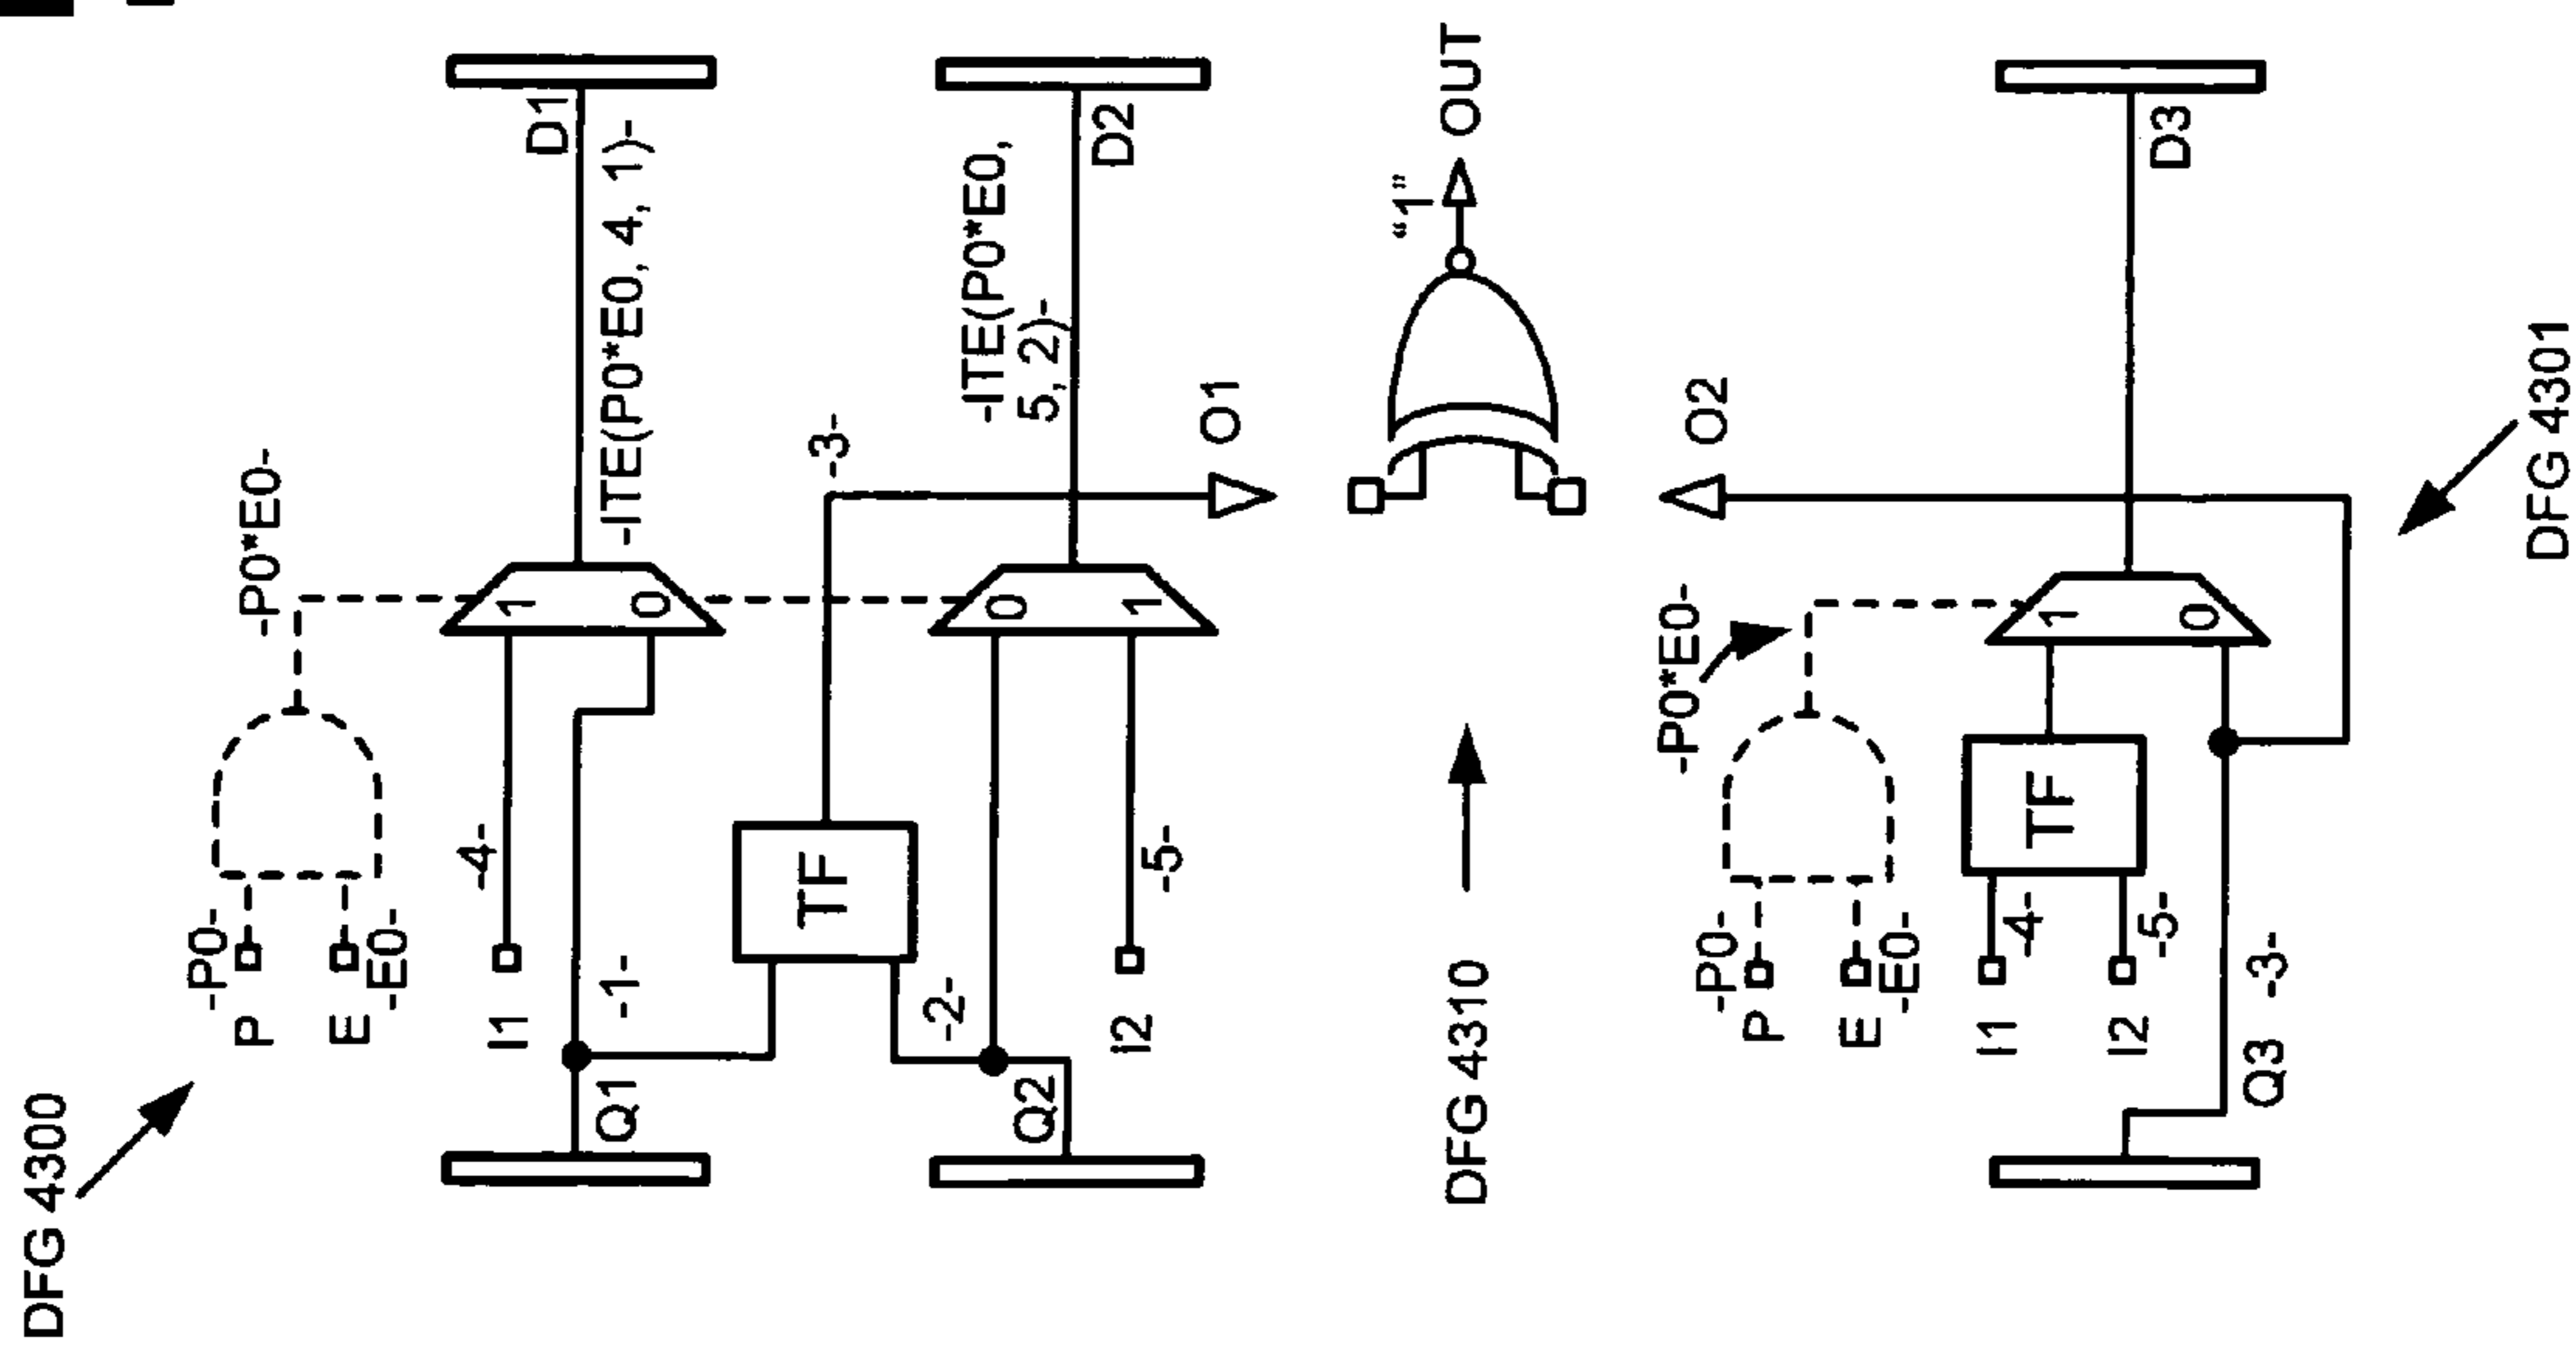 DFG 4300
-P0-
P
E
-E0-
-P0*E0-
I1
-4-
1
0
D1
-ITE(P0*E0, 4, 1)-
Q1
-1-
TF
-3-
-2-
Q2
0
1
-ITE(P0*E0,
5, 2)-
D2
I2
-5-
O1
DFG 4310
"1"
OUT
O2
-P0-
P
E
-E0-
-P0*E0-
I1
-4-
I2
-5-
TF
1
0
D3
Q3
-3-
DFG 4301